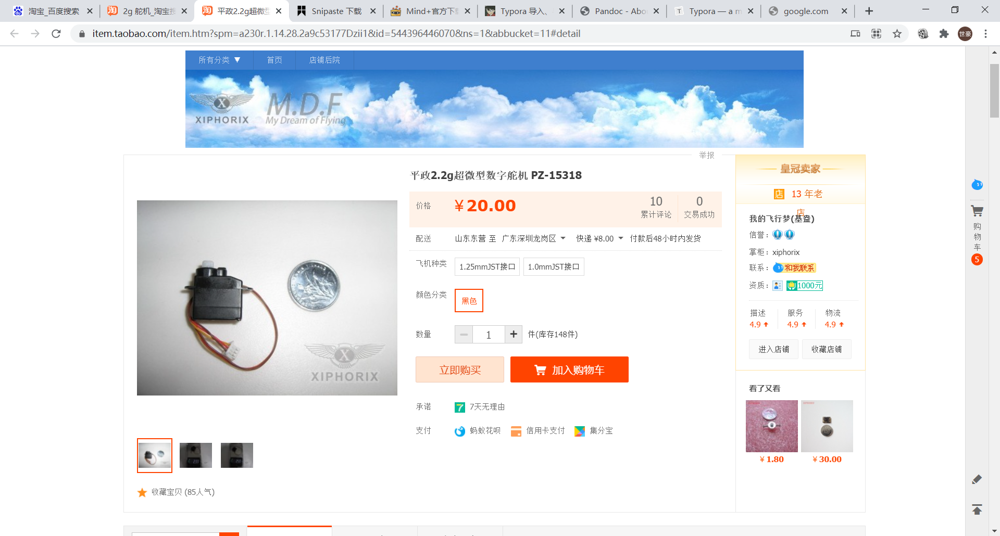 淘宝_百度搜索
2g 舵机_淘宝搜
平政2.2g超微型
Snipaste 下载
Mind+官方下载
Typora 导入、
Pandoc - Abo
Typora — a m
google.com
item.taobao.com/item.htm?spm=a230r.1.14.28.2a9c53177Dzii1&id=544396446070&ns=1&abbucket=11#detail
世豪
所有分类 ▼ 首页 店铺后院
M.D.F
XIPHORIX My Dream of Flying
举报
平政2.2g超微型数字舵机 PZ-15318
价格 ¥20.00
10
累计评论
0
交易成功
配送 山东东营 至 广东深圳龙岗区 快递 ¥8.00 付款后48小时内发货
飞机种类 1.25mmJST接口 1.0mmJST接口
颜色分类 黑色
数量 1 件(库存148件)
立即购买 加入购物车
承诺 7 7天无理由
支付 蚂蚁花呗 信用卡支付 集分宝
XIPHORIX
收藏宝贝 (85人气)
皇冠卖家
店 13 年老
店
我的飞行梦(基盎)
信誉：
掌柜：xiphorix
联系：和我联系
资质：1000元
描述 服务 物流
4.9 4.9 4.9
进入店铺 收藏店铺
看了又看
¥1.80 ¥30.00
购
物
车
5